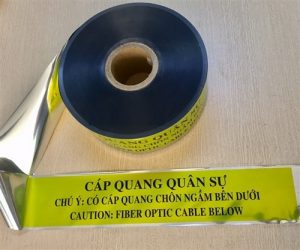 CÁP QUANG QUÂN SỰ
CHÚ Ý: CÓ CÁP QUANG CHÔN NGẦM BÊN DƯỚI
CAUTION: FIBER OPTIC CABLE BELOW